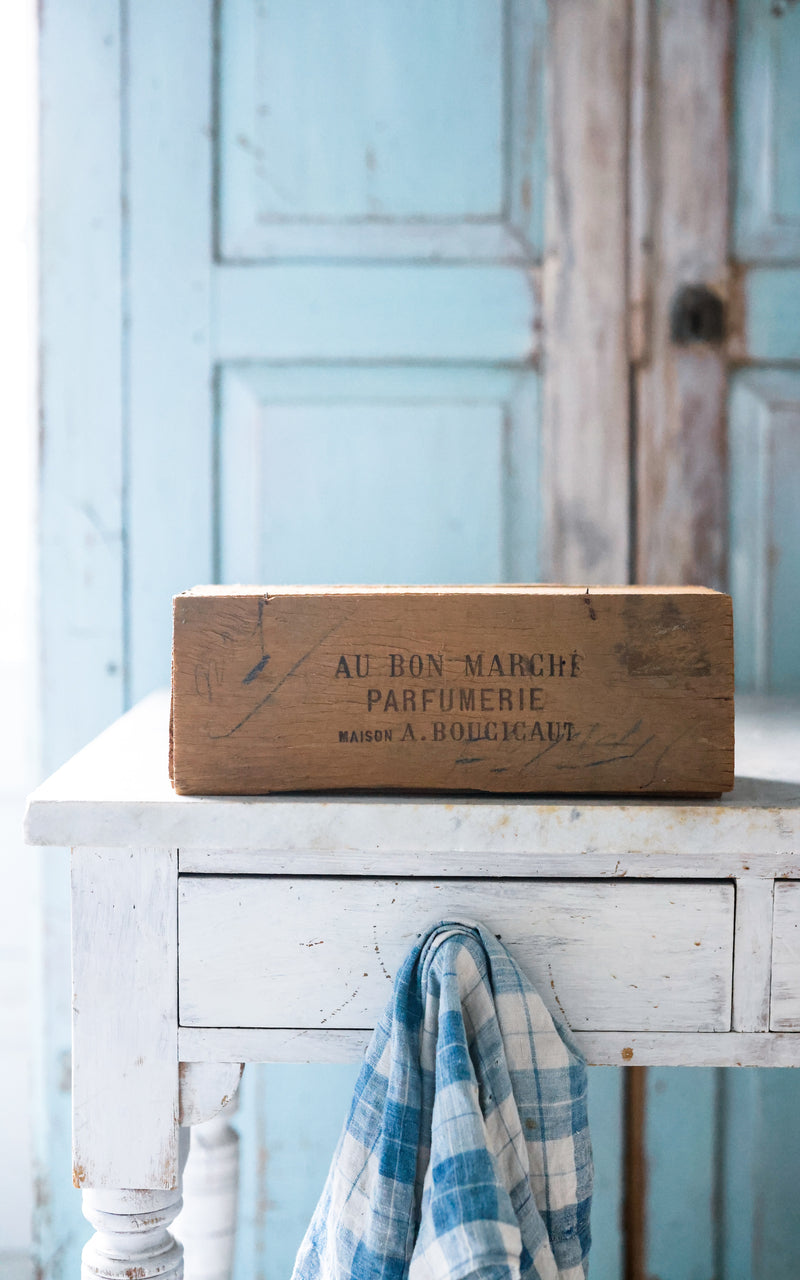 AU BON MARCHÉ
PARFUMERIE
MAISON A. BOUCICAUT